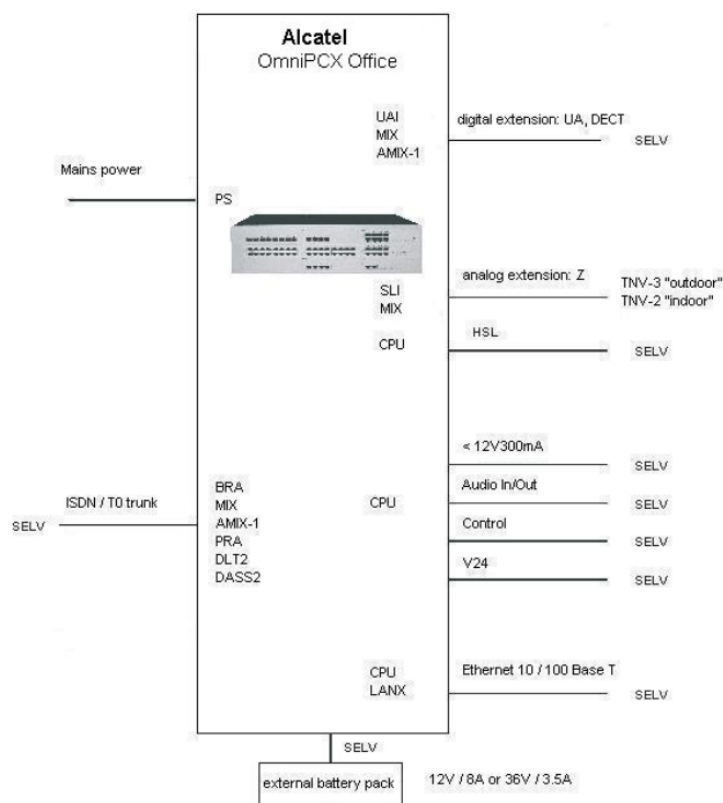 Alcatel
OmniPCX Office
UAI
MIX
AMIX-1
digital extension: UA, DECT
SELV
Mains power
PS
analog extension: Z
TNV-3 "outdoor"
TNV-2 "indoor"
SLI
MIX
CPU
HSL
SELV
< 12V300mA
SELV
CPU
Audio In/Out
SELV
Control
SELV
V24
SELV
SELV
ISDN / T0 trunk
BRA
MIX
AMIX-1
PRA
DLT2
DASS2
CPU
LANX
Ethernet 10 / 100 Base T
SELV
SELV
external battery pack
12V / 8A or 36V / 3.5A